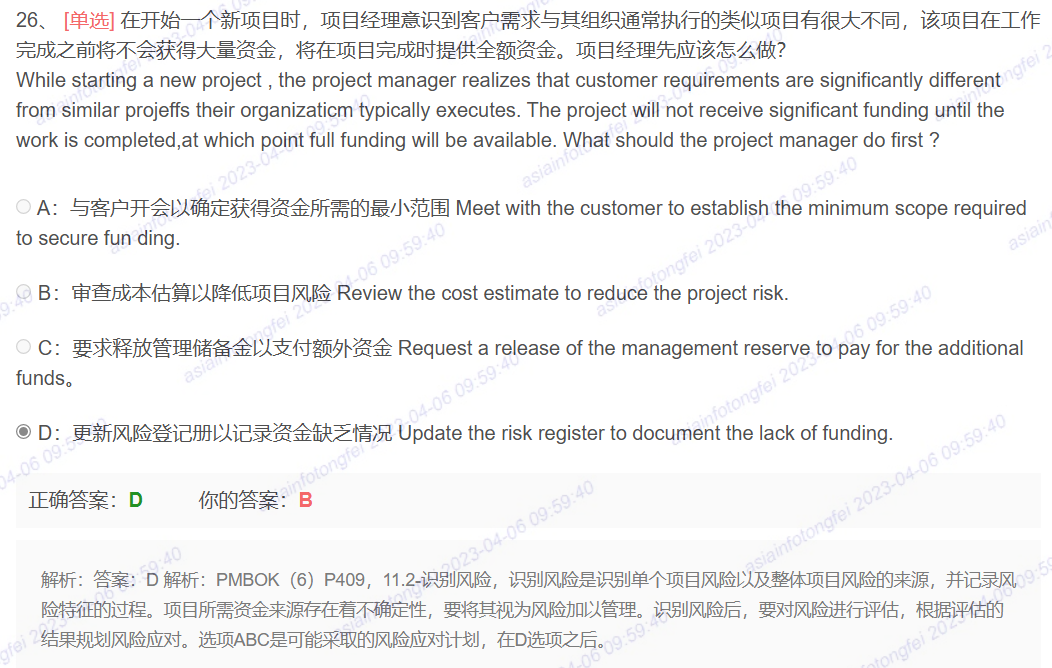 26、 [单选] 在开始一个新项目时，项目经理意识到客户需求与其组织通常执行的类似项目有很大不同，该项目在工作
完成之前将不会获得大量资金，将在项目完成时提供全额资金。项目经理先应该怎么做?
While starting a new project , the project manager realizes that customer requirements are significantly different
from similar projeffs their organizaticm typically executes. The project will not receive significant funding until the
work is completed,at which point full funding will be available. What should the project manager do first ?
A：与客户开会以确定获得资金所需的最小范围 Meet with the customer to establish the minimum scope required
to secure fun ding.
B：审查成本估算以降低项目风险 Review the cost estimate to reduce the project risk.
C：要求释放管理储备金以支付额外资金 Request a release of the management reserve to pay for the additional
funds。
D：更新风险登记册以记录资金缺乏情况 Update the risk register to document the lack of funding.
正确答案：D 你的答案：B
解析：答案：D 解析：PMBOK（6）P409，11.2-识别风险，识别风险是识别单个项目风险以及整体项目风险的来源，并记录风
险特征的过程。项目所需资金来源存在着不确定性，要将其视为风险加以管理。识别风险后，要对风险进行评估，根据评估的
结果规划风险应对。选项ABC是可能采取的风险应对计划，在D选项之后。
asiainfotongfei 2023-04-06 09:59:40